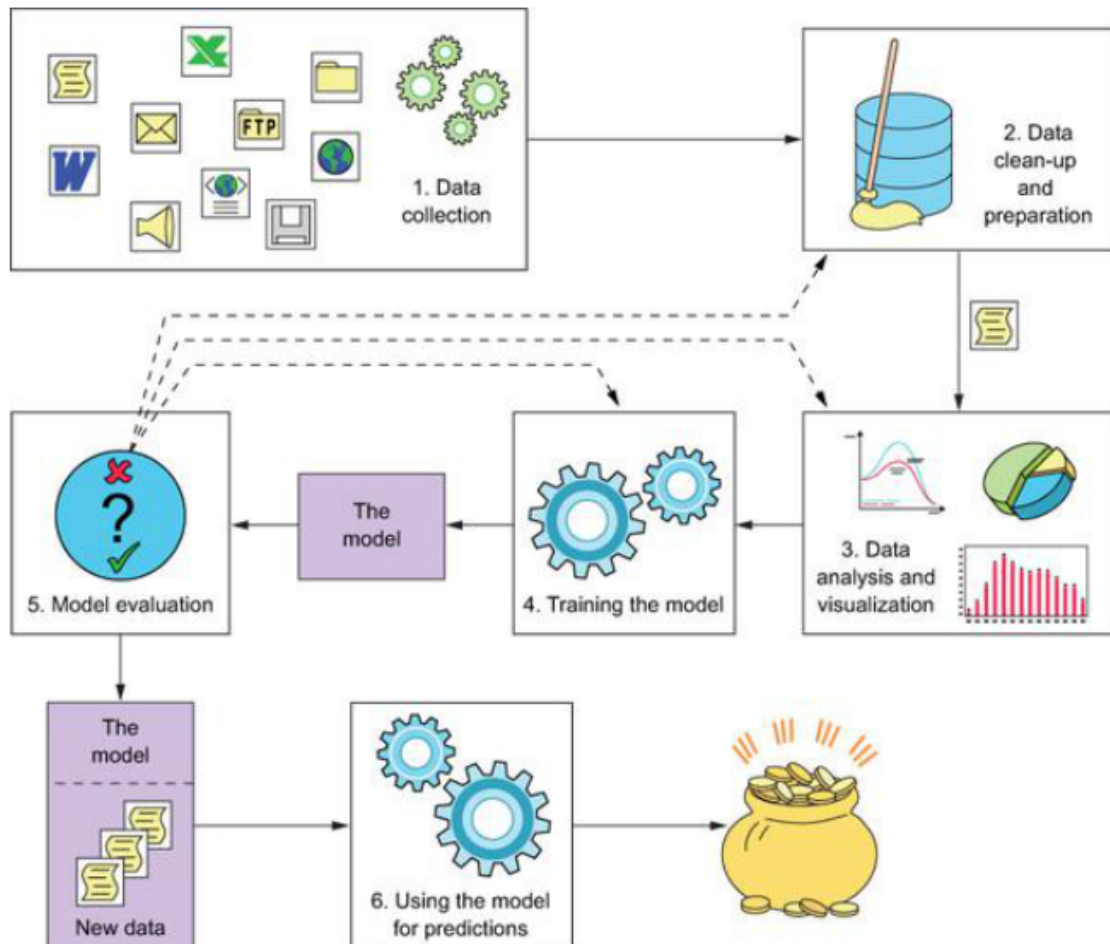 FTP
W
1. Data
collection
2. Data
clean-up
and
preparation
The
model
3. Data
analysis and
visualization
4. Training the model
?
5. Model evaluation
The
model
New data
6. Using the model
for predictions